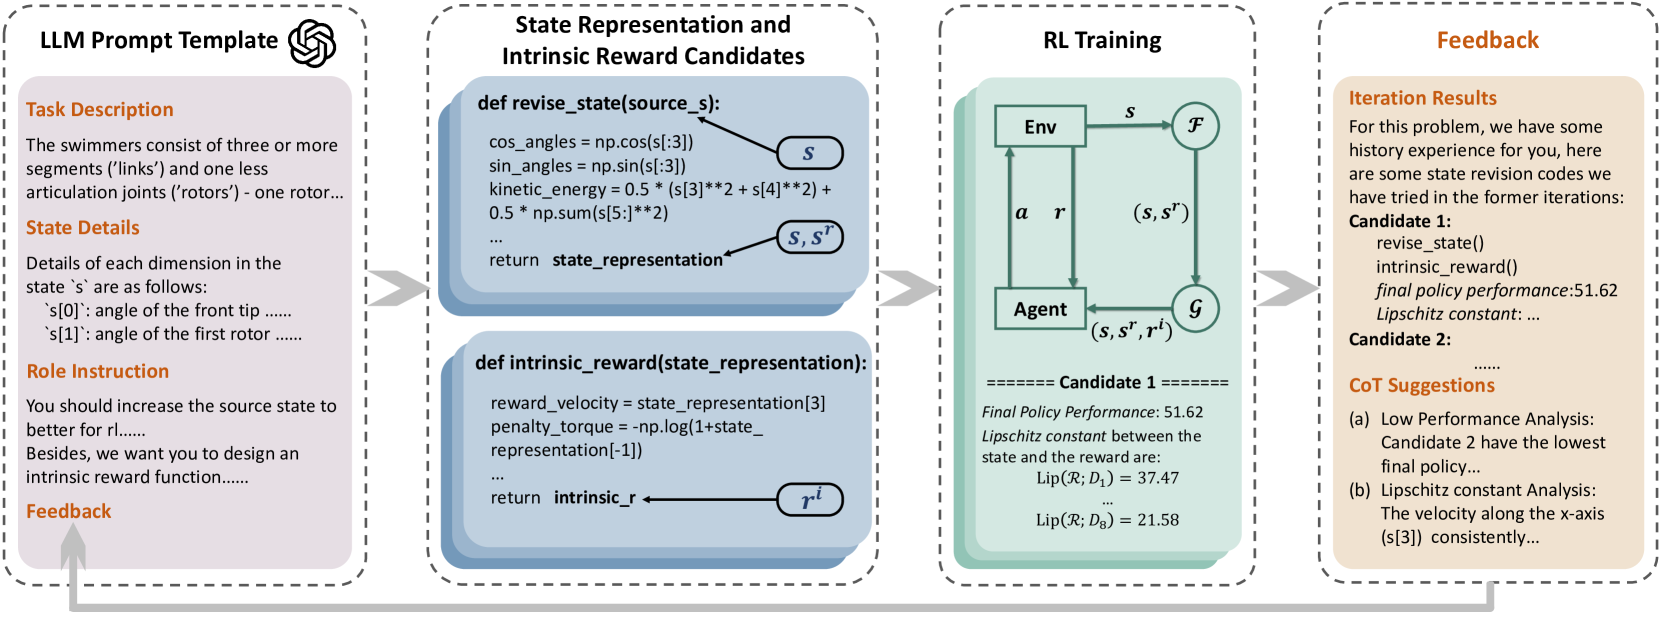 LLM Prompt Template
Task Description
The swimmers consist of three or more
segments ('links') and one less
articulation joints ('rotors') - one rotor...
State Details
Details of each dimension in the
state `s` are as follows:
`s[0]`: angle of the front tip ......
`s[1]`: angle of the first rotor ......
Role Instruction
You should increase the source state to
better for rl......
Besides, we want you to design an
intrinsic reward function......
Feedback
State Representation and
Intrinsic Reward Candidates
def revise_state(source_s):
cos_angles = np.cos(s[:3])
sin_angles = np.sin(s[:3])
kinetic_energy = 0.5 * (s[3]**2 + s[4]**2) +
0.5 * np.sum(s[5:]**2)
...
return state_representation
s
s, s^r
def intrinsic_reward(state_representation):
reward_velocity = state_representation[3]
penalty_torque = -np.log(1+state_
representation[-1])
...
return intrinsic_r
r^i
RL Training
Env
s
ℱ
a
r
(s, s^r)
Agent
(s, s^r, r^i)
𝒢
======= Candidate 1 =======
Final Policy Performance: 51.62
Lipschitz constant between the
state and the reward are:
Lip(ℛ; D₁) = 37.47
...
Lip(ℛ; D₈) = 21.58
Feedback
Iteration Results
For this problem, we have some
history experience for you, here
are some state revision codes we
have tried in the former iterations:
Candidate 1:
revise_state()
intrinsic_reward()
final policy performance:51.62
Lipschitz constant: ...
Candidate 2:
......
CoT Suggestions
(a) Low Performance Analysis:
Candidate 2 have the lowest
final policy...
(b) Lipschitz constant Analysis:
The velocity along the x-axis
(s[3]) consistently...